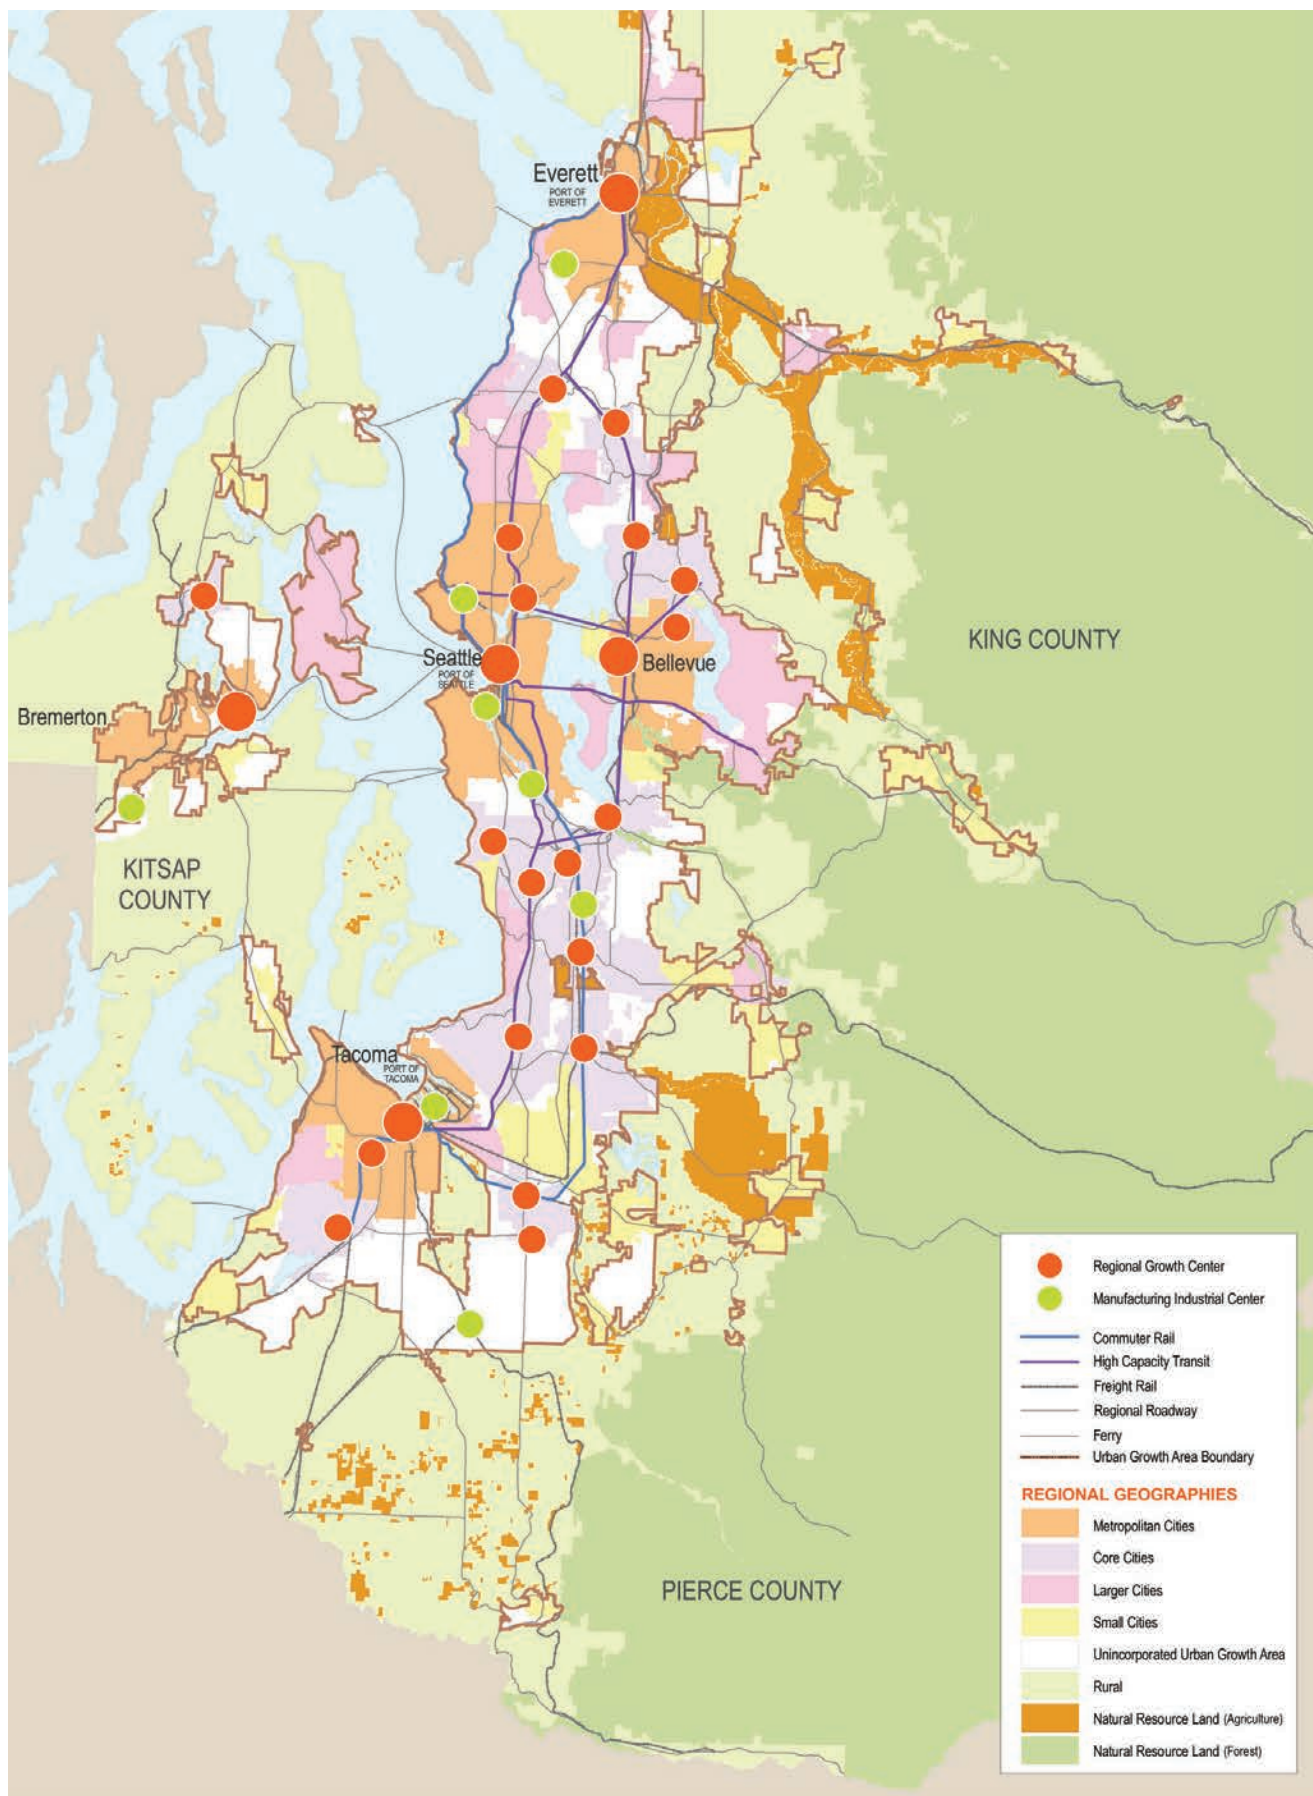 Everett
PORT OF
EVERETT
KING COUNTY
Seattle
PORT OF
SEATTLE
Bellevue
Bremerton
KITSAP
COUNTY
Tacoma
PORT OF
TACOMA
PIERCE COUNTY
Regional Growth Center
Manufacturing Industrial Center
Commuter Rail
High Capacity Transit
Freight Rail
Regional Roadway
Ferry
Urban Growth Area Boundary
REGIONAL GEOGRAPHIES
Metropolitan Cities
Core Cities
Larger Cities
Small Cities
Unincorporated Urban Growth Area
Rural
Natural Resource Land (Agriculture)
Natural Resource Land (Forest)